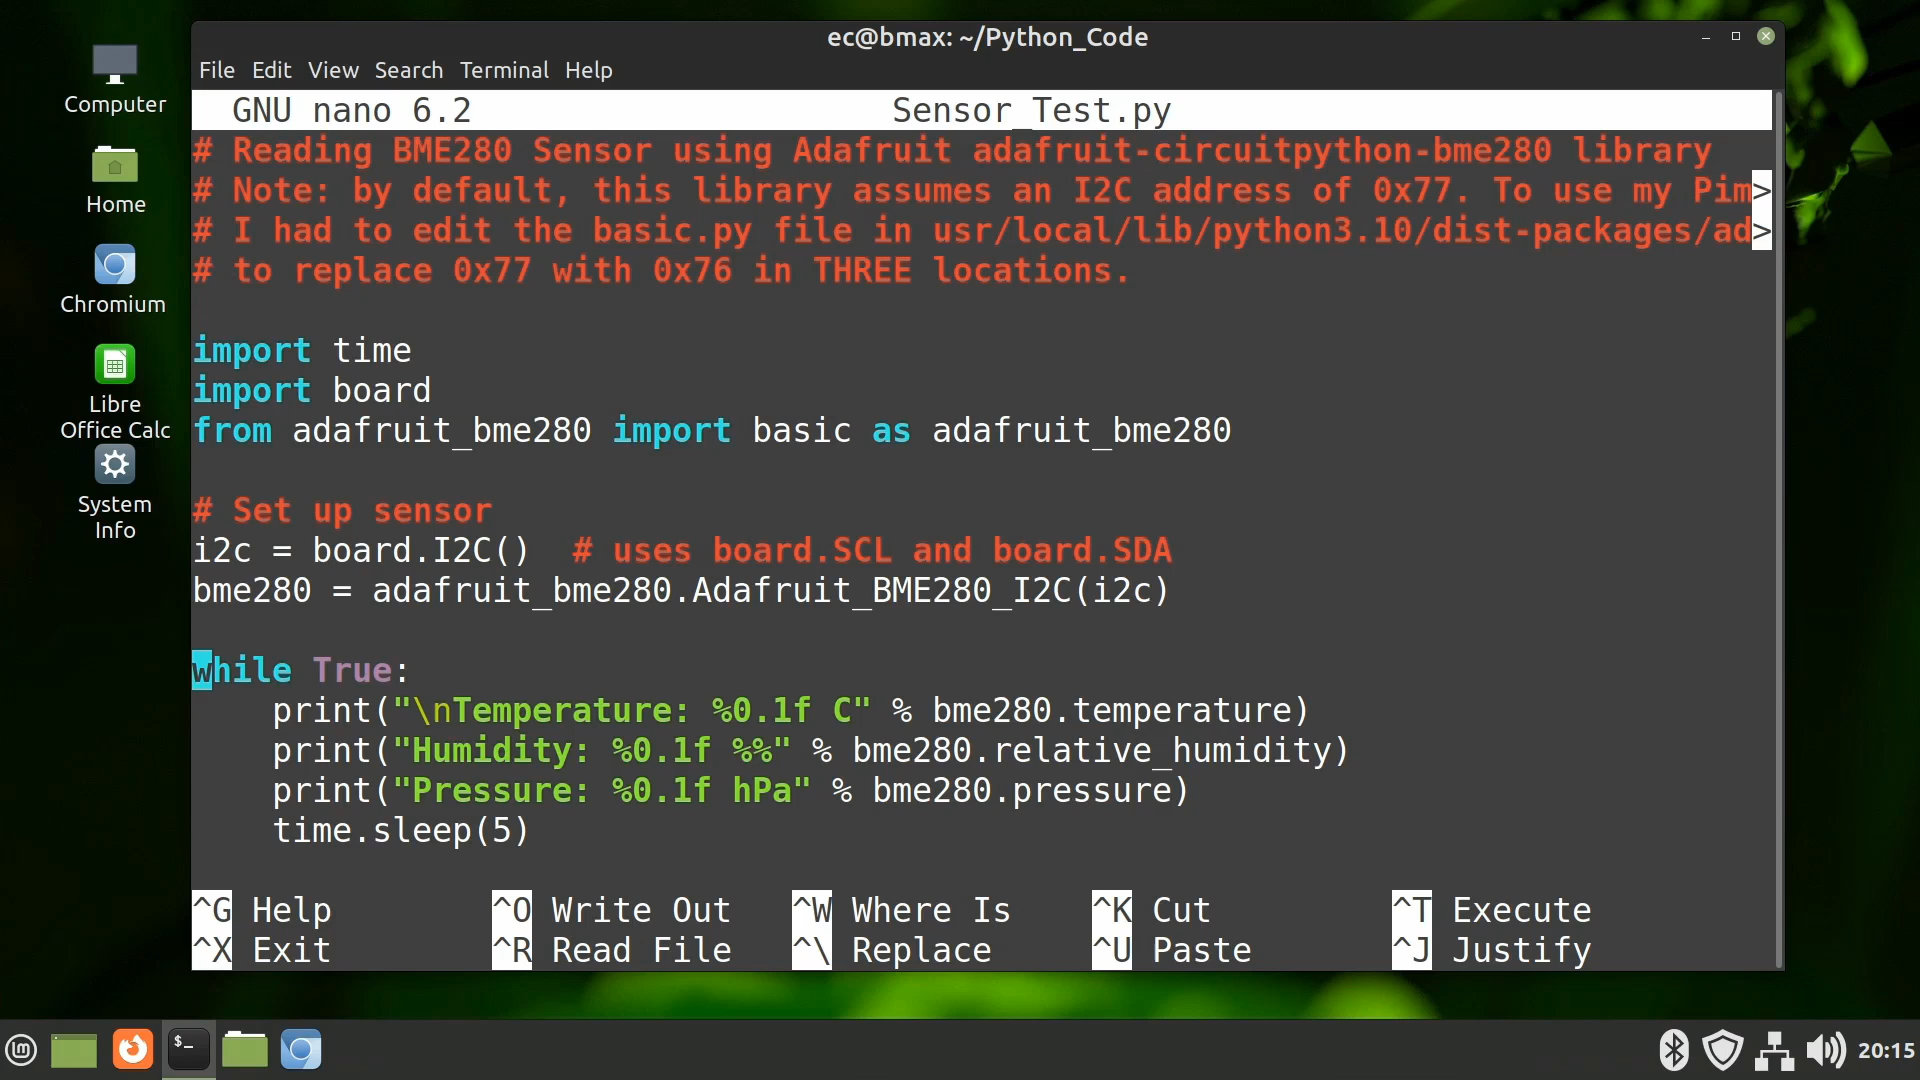 ec@bmax: ~/Python_Code
File Edit View Search Terminal Help
GNU nano 6.2 Sensor_Test.py
# Reading BME280 Sensor using Adafruit adafruit-circuitpython-bme280 library
# Note: by default, this library assumes an I2C address of 0x77. To use my Pim>
# I had to edit the basic.py file in usr/local/lib/python3.10/dist-packages/ad>
# to replace 0x77 with 0x76 in THREE locations.
import time
import board
from adafruit_bme280 import basic as adafruit_bme280
# Set up sensor
i2c = board.I2C()  # uses board.SCL and board.SDA
bme280 = adafruit_bme280.Adafruit_BME280_I2C(i2c)
while True:
    print("\nTemperature: %0.1f C" % bme280.temperature)
    print("Humidity: %0.1f %%" % bme280.relative_humidity)
    print("Pressure: %0.1f hPa" % bme280.pressure)
    time.sleep(5)
^G Help ^O Write Out ^W Where Is ^K Cut ^T Execute
^X Exit ^R Read File ^\ Replace ^U Paste ^J Justify
Computer
Home
Chromium
Libre
Office Calc
System
Info
$_
20:15